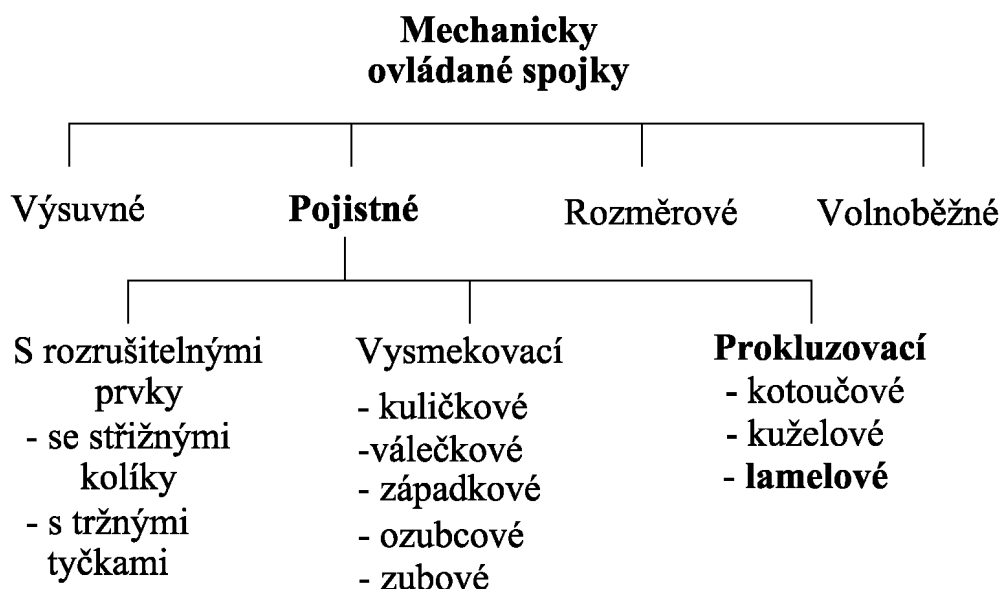 Mechanicky
ovládané spojky
Výsuvné
Pojistné
Rozměrové
Volnoběžné
S rozrušitelnými
prvky
- se střižnými
kolíky
- s tržnými
tyčkami
Vysmekovací
- kuličkové
-válečkové
- západkové
- ozubcové
- zubové
Prokluzovací
- kotoučové
- kuželové
- lamelové